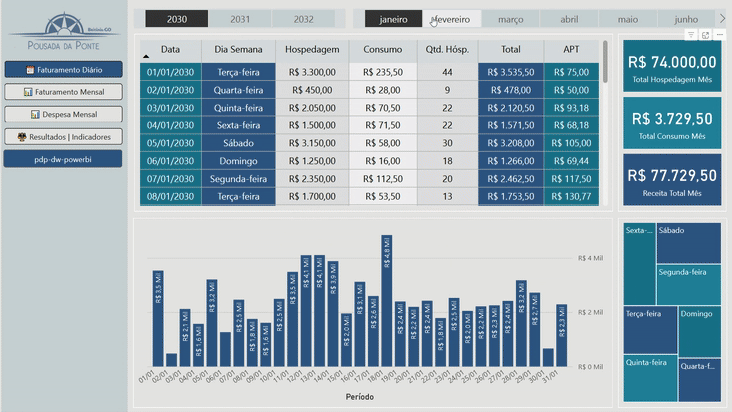 Pousada da Ponte
2030 2031 2032
janeiro fevereiro março abril maio junho
Faturamento Diário
Faturamento Mensal
Despesa Mensal
Resultados | Indicadores
pdp-dw-powerbi
Data Dia Semana Hospedagem Consumo Qtd. Hósp. Total APT
01/01/2030 Terça-feira R$ 3.300,00 R$ 235,50 44 R$ 3.535,50 R$ 75,00
02/01/2030 Quarta-feira R$ 450,00 R$ 28,00 9 R$ 478,00 R$ 50,00
03/01/2030 Quinta-feira R$ 2.050,00 R$ 70,50 22 R$ 2.120,50 R$ 93,18
04/01/2030 Sexta-feira R$ 1.500,00 R$ 71,50 22 R$ 1.571,50 R$ 68,18
05/01/2030 Sábado R$ 3.150,00 R$ 58,00 30 R$ 3.208,00 R$ 105,00
06/01/2030 Domingo R$ 1.250,00 R$ 16,00 18 R$ 1.266,00 R$ 69,44
07/01/2030 Segunda-feira R$ 2.350,00 R$ 112,50 20 R$ 2.462,50 R$ 117,50
08/01/2030 Terça-feira R$ 1.700,00 R$ 53,50 13 R$ 1.753,50 R$ 130,77
R$ 74.000,00
Total Hospedagem Mês
R$ 3.729,50
Total Consumo Mês
R$ 77.729,50
Receita Total Mês
R$ 3,5 Mil R$ 2,1 Mil R$ 1,6 Mil R$ 3,2 Mil R$ 2,5 Mil R$ 1,8 Mil R$ 1,6 Mil R$ 2,5 Mil R$ 3,5 Mil R$ 4,1 Mil R$ 4,1 Mil R$ 3,9 Mil R$ 2,0 Mil R$ 3,1 Mil R$ 2,6 Mil R$ 4,8 Mil R$ 2,4 Mil R$ 2,2 Mil R$ 2,4 Mil R$ 1,8 Mil R$ 2,5 Mil R$ 2,0 Mil R$ 2,2 Mil R$ 2,3 Mil R$ 2,4 Mil R$ 3,2 Mil R$ 2,7 Mil R$ 2,3 Mil
R$ 4 Mil
R$ 2 Mil
R$ 0 Mil
01/01 02/01 03/01 04/01 05/01 06/01 07/01 08/01 09/01 10/01 11/01 12/01 13/01 14/01 15/01 16/01 17/01 18/01 19/01 20/01 21/01 22/01 23/01 24/01 25/01 26/01 27/01 28/01 29/01 30/01 31/01
Período
Sexta-... Sábado
Segunda-feira
Terça-feira Domingo
Quinta-feira Quarta-f...